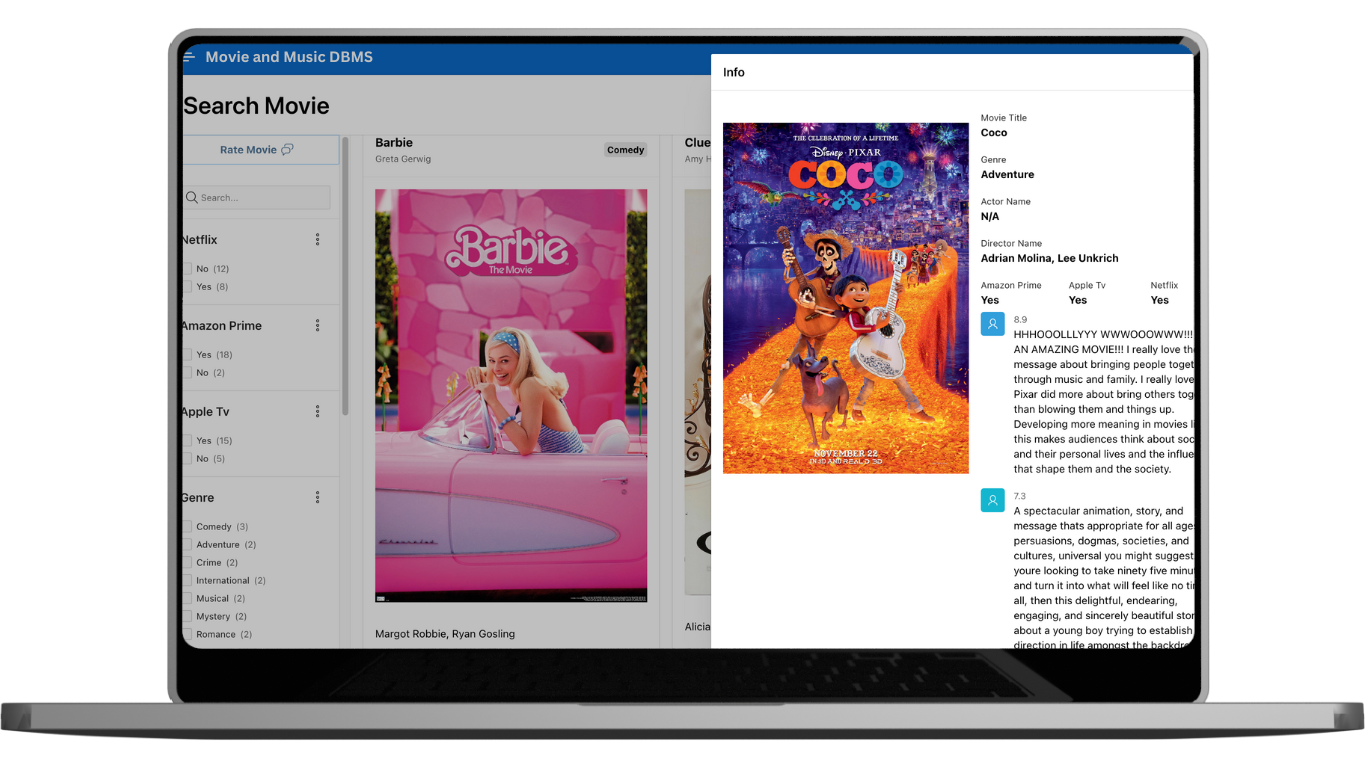 Movie and Music DBMS
Search Movie
Rate Movie
Search...
Netflix
No (12)
Yes (8)
Amazon Prime
Yes (18)
No (2)
Apple Tv
Yes (15)
No (5)
Genre
Comedy (3)
Adventure (2)
Crime (2)
International (2)
Musical (2)
Mystery (2)
Romance (2)
Barbie
Greta Gerwig
Comedy
Barbie
The Movie
Chevrolet
Margot Robbie, Ryan Gosling
Clue
Amy H
Alicia
Info
THE CELEBRATION OF A LIFETIME
Disney · PIXAR
COCO
NOVEMBER 22
IN 3D AND REAL D 3D
Movie Title
Coco
Genre
Adventure
Actor Name
N/A
Director Name
Adrian Molina, Lee Unkrich
Amazon Prime Apple Tv Netflix
Yes Yes Yes
8.9
HHHOOOLLLYYY WWWOOOWWW!!!
AN AMAZING MOVIE!!! I really love the
message about bringing people toget
through music and family. I really love
Pixar did more about bring others tog
than blowing them and things up.
Developing more meaning in movies li
this makes audiences think about soc
and their personal lives and the influe
that shape them and the society.
7.3
A spectacular animation, story, and
message thats appropriate for all ages
persuasions, dogmas, societies, and
cultures, universal you might suggest
youre looking to take ninety five minu
and turn it into what will feel like no ti
all, then this delightful, endearing,
engaging, and sincerely beautiful stor
about a young boy trying to establish
direction in life amongst the backdr